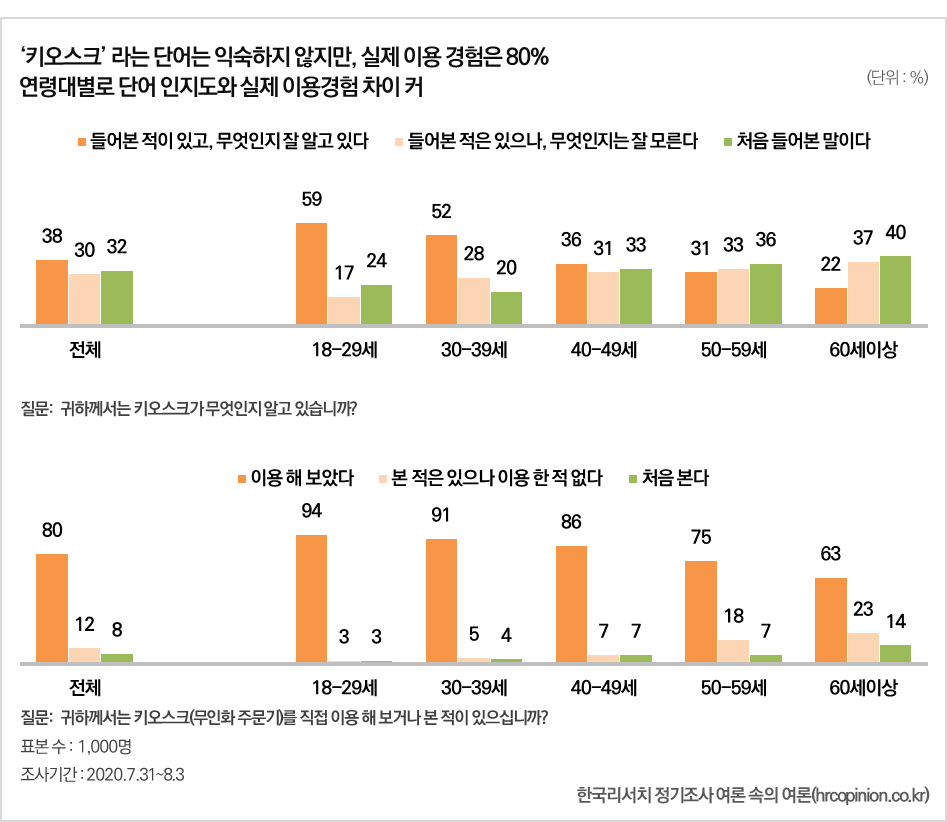 ‘키오스크’ 라는 단어는 익숙하지 않지만, 실제 이용 경험은 80%
연령대별로 단어 인지도와 실제 이용경험 차이 커
(단위 : %)
들어본 적이 있고, 무엇인지 잘 알고 있다 들어본 적은 있으나, 무엇인지는 잘 모른다 처음 들어본 말이다
38 30 32 59 17 24 52 28 20 36 31 33 31 33 36 22 37 40
전체 18-29세 30-39세 40-49세 50-59세 60세이상
질문: 귀하께서는 키오스크가 무엇인지 알고 있습니까?
이용 해 보았다 본 적은 있으나 이용 한 적 없다 처음 본다
80 12 8 94 3 3 91 5 4 86 7 7 75 18 7 63 23 14
전체 18-29세 30-39세 40-49세 50-59세 60세이상
질문: 귀하께서는 키오스크(무인화 주문기)를 직접 이용 해 보거나 본 적이 있으십니까?
표본 수 : 1,000명
조사기간 : 2020.7.31~8.3
한국리서치 정기조사 여론 속의 여론(hrcopinion.co.kr)